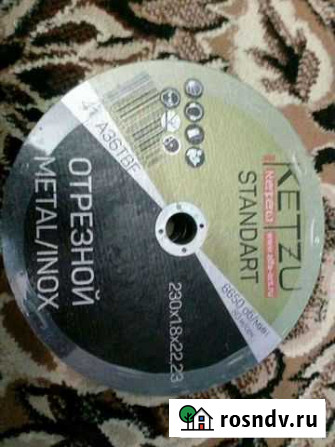 KETZU
STANDART
41 A36TBF
ОТРЕЗНОЙ
METAL/INOX
230x1.8x22,23
6650 об/мин
rosndv.ru